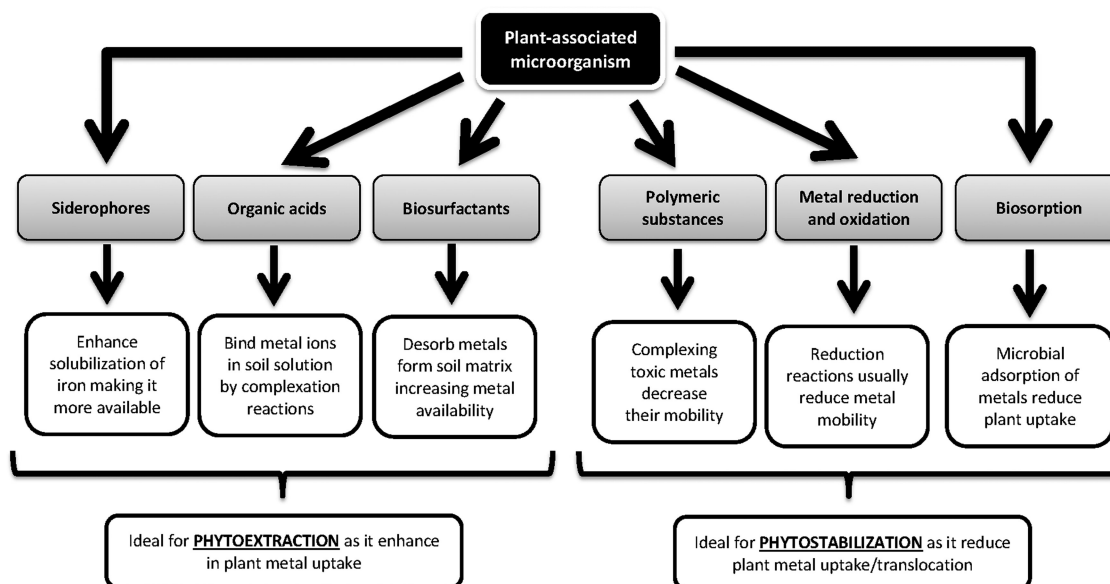 Plant-associated
microorganism
Siderophores
Organic acids
Biosurfactants
Polymeric
substances
Metal reduction
and oxidation
Biosorption
Enhance
solubilization of
iron making it
more available
Bind metal ions
in soil solution
by complexation
reactions
Desorb metals
form soil matrix
increasing metal
availability
Complexing
toxic metals
decrease
their mobility
Reduction
reactions usually
reduce metal
mobility
Microbial
adsorption of
metals reduce
plant uptake
Ideal for PHYTOEXTRACTION as it enhance
in plant metal uptake
Ideal for PHYTOSTABILIZATION as it reduce
plant metal uptake/translocation